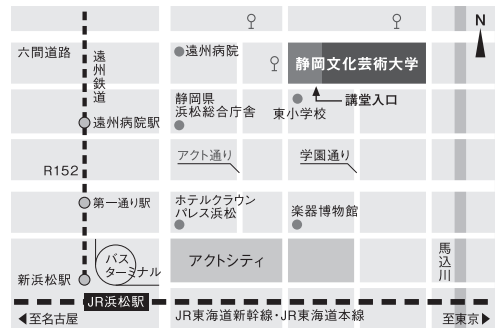 N
六間道路
遠州鉄道
遠州病院
静岡文化芸術大学
静岡県
浜松総合庁舎
講堂入口
東小学校
遠州病院駅
アクト通り
学園通り
R152
第一通り駅
ホテルクラウン
パレス浜松
楽器博物館
バス
ターミナル
アクトシティ
馬込川
新浜松駅
JR浜松駅
JR東海道新幹線・JR東海道本線
◀至名古屋
至東京▶